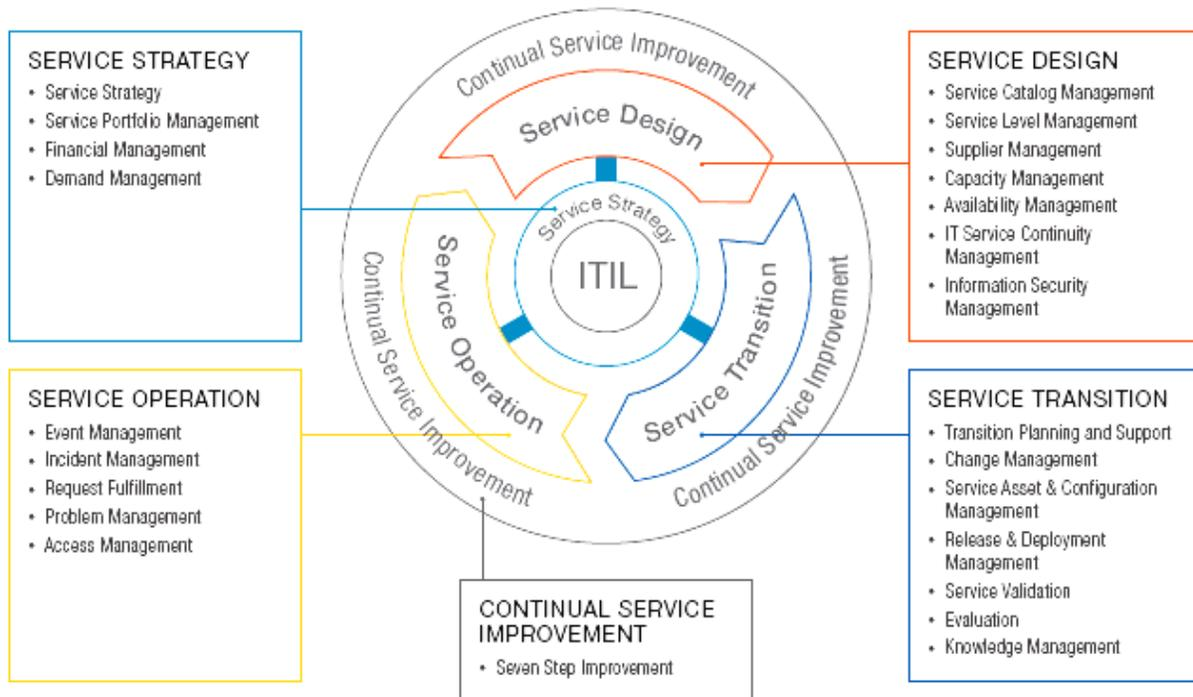 SERVICE STRATEGY
• Service Strategy
• Service Portfolio Management
• Financial Management
• Demand Management
Continual Service Improvement
Service Design
Service Strategy
ITIL
Service Operation
Service Transition
Continual Service Improvement
Continual Service Improvement
SERVICE DESIGN
• Service Catalog Management
• Service Level Management
• Supplier Management
• Capacity Management
• Availability Management
• IT Service Continuity
Management
• Information Security
Management
SERVICE OPERATION
• Event Management
• Incident Management
• Request Fulfillment
• Problem Management
• Access Management
CONTINUAL SERVICE
IMPROVEMENT
• Seven Step Improvement
SERVICE TRANSITION
• Transition Planning and Support
• Change Management
• Service Asset & Configuration
Management
• Release & Deployment
Management
• Service Validation
• Evaluation
• Knowledge Management